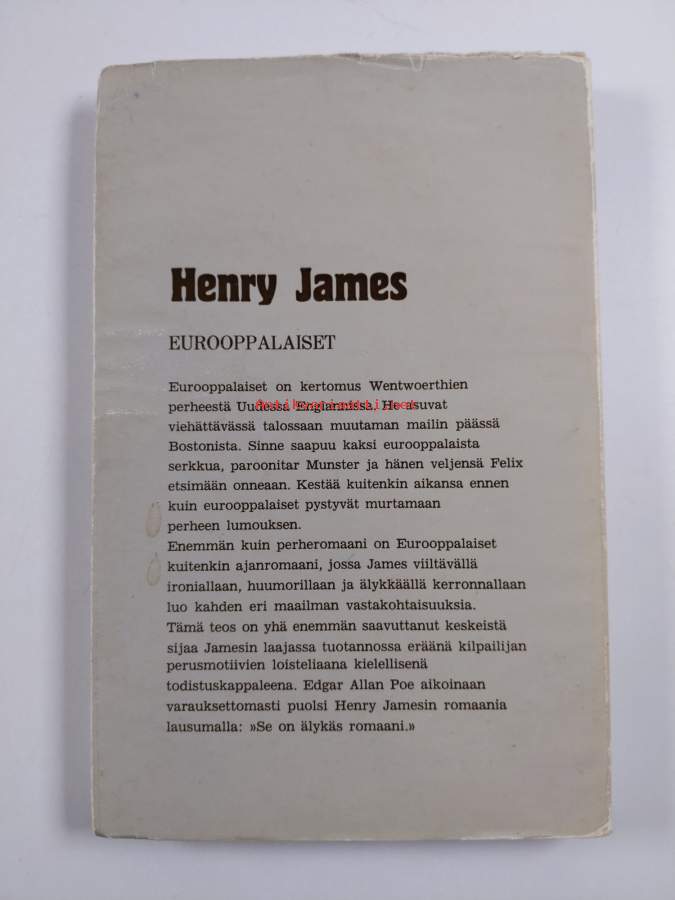 Henry James
EUROOPPALAISET
Eurooppalaiset on kertomus Wentwoerthien
perheestä Uudessa Englannissa. He asuvat
viehättävässä talossaan muutaman mailin päässä
Bostonista. Sinne saapuu kaksi eurooppalaista
serkkua, paroonitar Munster ja hänen veljensä Felix
etsimään onneaan. Kestää kuitenkin aikansa ennen
kuin eurooppalaiset pystyvät murtamaan
perheen lumouksen.
Enemmän kuin perheromaani on Eurooppalaiset
kuitenkin ajanromaani, jossa James viiltävällä
ironiallaan, huumorillaan ja älykkäällä kerronnallaan
luo kahden eri maailman vastakohtaisuuksia.
Tämä teos on yhä enemmän saavuttanut keskeistä
sijaa Jamesin laajassa tuotannossa eräänä kilpailijan
perusmotiivien loisteliaana kielellisenä
todistuskappaleena. Edgar Allan Poe aikoinaan
varauksettomasti puolsi Henry Jamesin romaania
lausumalla: »Se on älykäs romaani.»